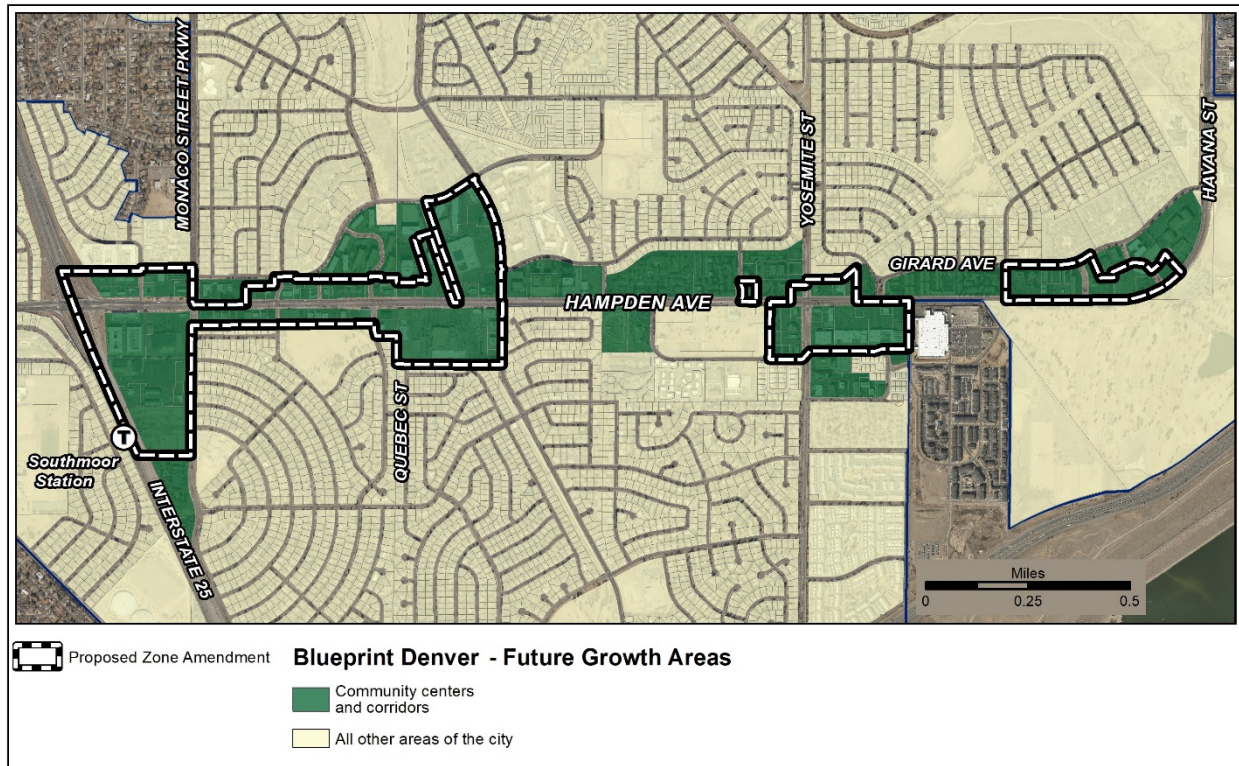 MONACO STREET PKWY
YOSEMITE ST
HAVANA ST
GIRARD AVE
HAMPDEN AVE
QUEBEC ST
T
Southmoor
Station
INTERSTATE 25
Miles
0 0.25 0.5
Proposed Zone Amendment
Blueprint Denver - Future Growth Areas
Community centers
and corridors
All other areas of the city